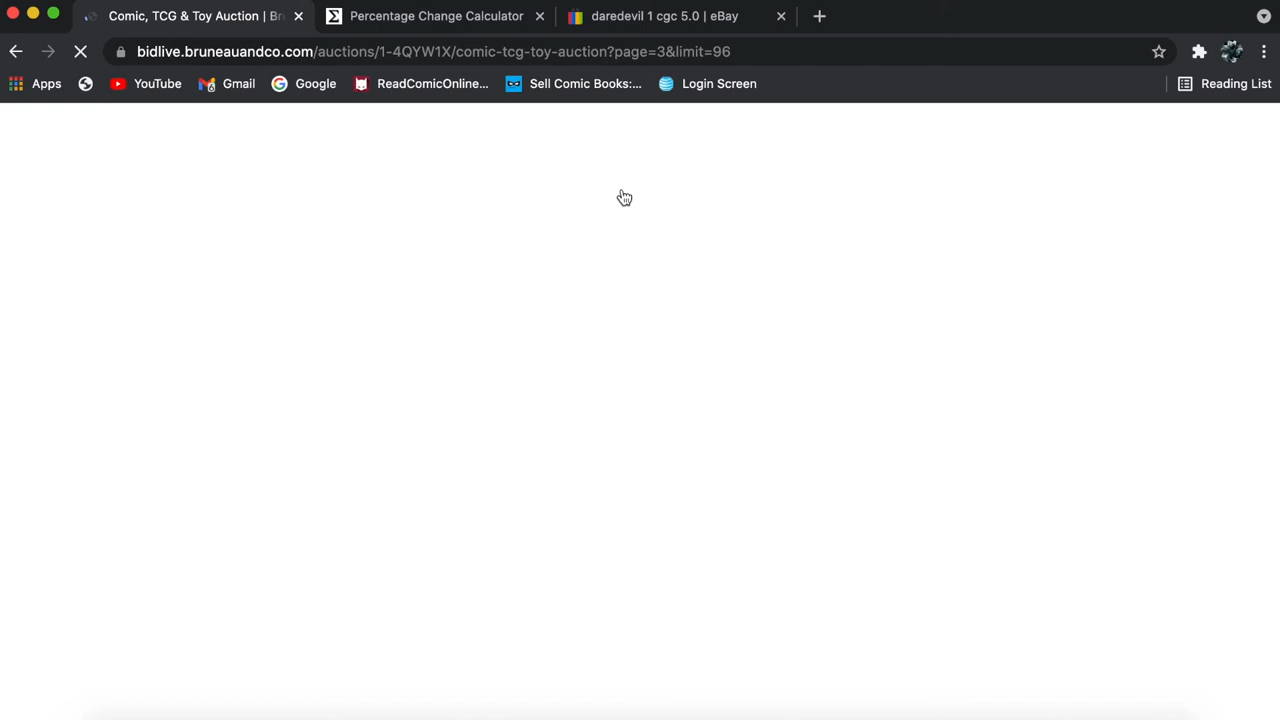 Comic, TCG & Toy Auction | Br
Percentage Change Calculator
daredevil 1 cgc 5.0 | eBay
bidlive.bruneauandco.com/auctions/1-4QYW1X/comic-tcg-toy-auction?page=3&limit=96
Apps YouTube Gmail Google ReadComicOnline... Sell Comic Books:... Login Screen Reading List